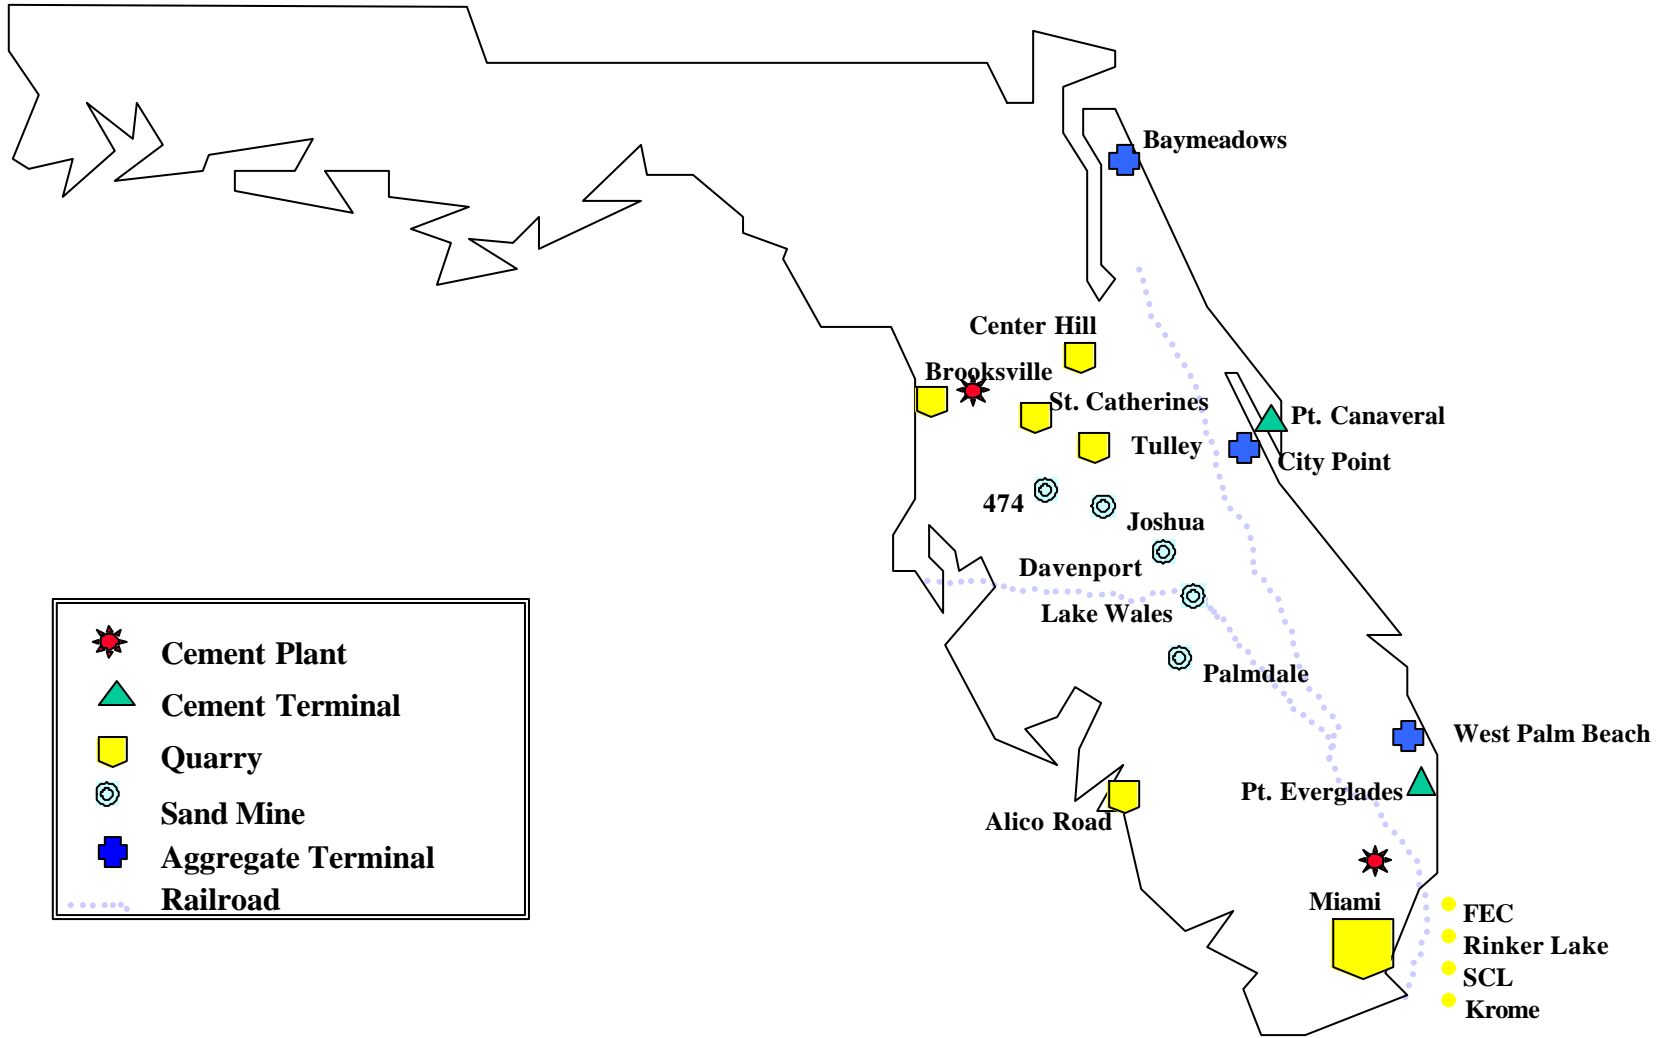 Baymeadows
Center Hill
Brooksville
St. Catherines
Pt. Canaveral
Tulley
City Point
474
Joshua
Davenport
Lake Wales
Palmdale
West Palm Beach
Pt. Everglades
Alico Road
Miami
FEC
Rinker Lake
SCL
Krome
Cement Plant
Cement Terminal
Quarry
Sand Mine
Aggregate Terminal
Railroad